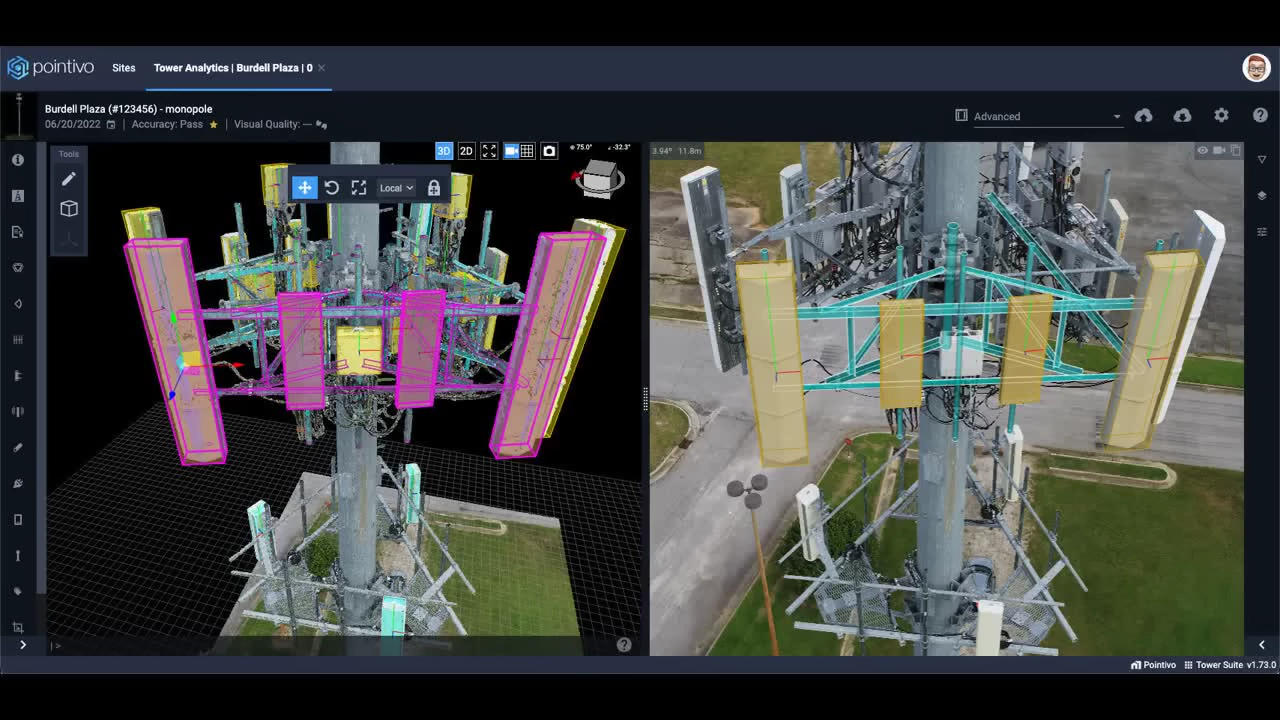 pointivo
Sites
Tower Analytics | Burdell Plaza | 0 ×
Burdell Plaza (#123456) - monopole
06/20/2022 | Accuracy: Pass | Visual Quality: —
Advanced
Tools
3D 2D
75.0° -32.3°
Local
3.94° 11.8m
>
Pointivo Tower Suite v1.73.0